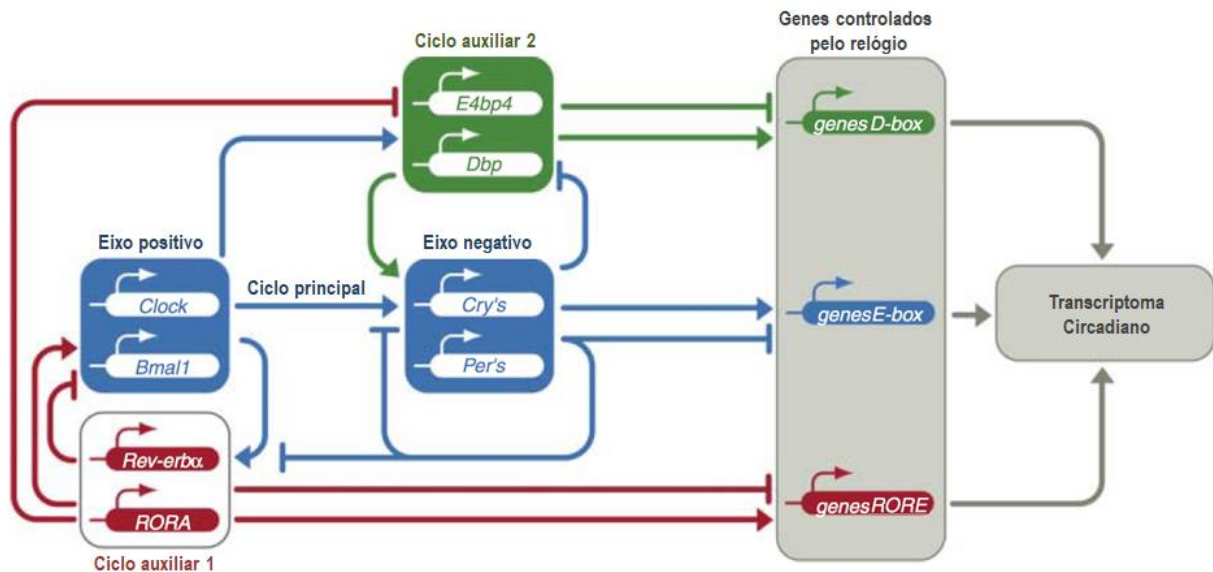 Genes controlados
pelo relógio
Ciclo auxiliar 2
E4bp4
Dbp
genes D-box
Eixo positivo
Eixo negativo
Clock
Ciclo principal
Cry's
genesE-box
Transcriptoma
Circadiano
Bmal1
Per's
Rev-erbα
RORA
genesRORE
Ciclo auxiliar 1